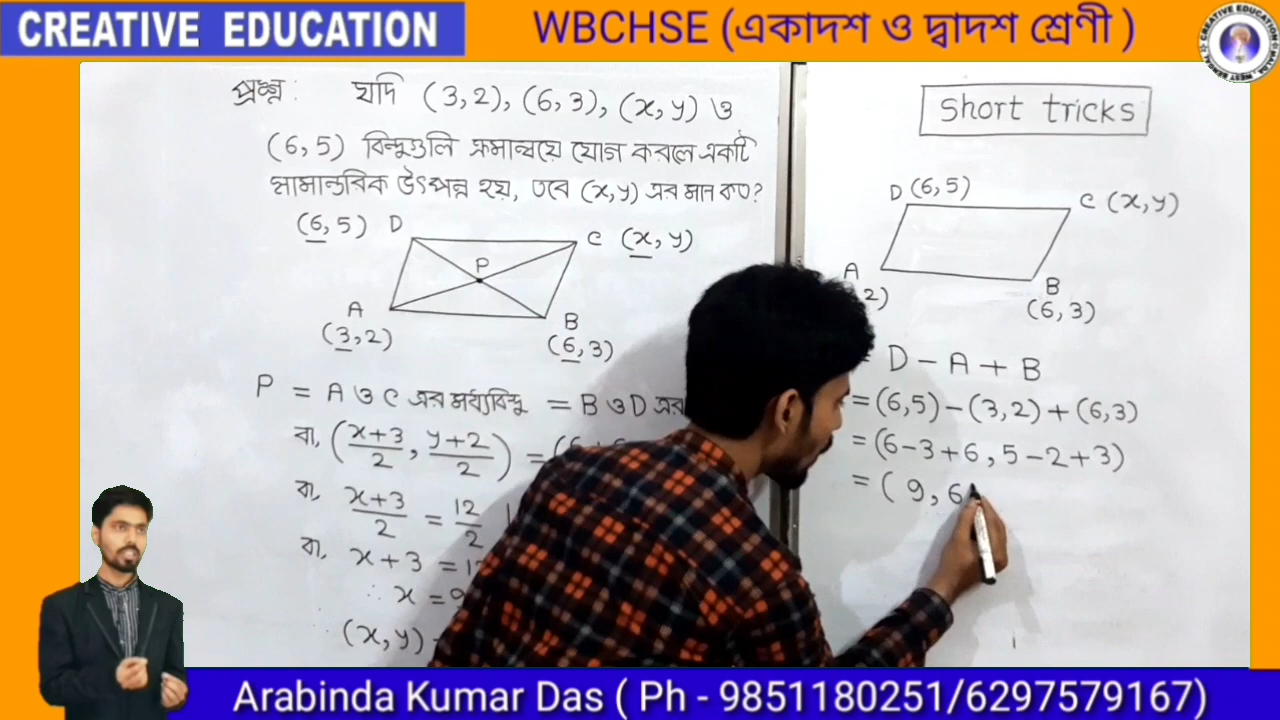 CREATIVE EDUCATION
WBCHSE (একাদশ ও দ্বাদশ শ্রেণী )
প্রশ্ন: যদি (3,2), (6,3), (x,y) ও
(6,5) বিন্দুগুলি ক্রমান্বয়ে যোগ করলে একটি
সামান্তরিক উৎপন্ন হয়, তবে (x,y) এর মান কত?
(6,5) D
C (x,y)
P
A
(3,2)
B
(6,3)
P = A ও C এর মধ্যবিন্দু = B ও D এর
বা, (x+3/2, y+2/2) =
বা, x+3/2 = 12/2
বা, x+3 =
∴ x = 9
(x,y)
Short tricks
D (6,5)
C (x,y)
A
2)
B
(6,3)
= D - A + B
= (6,5) - (3,2) + (6,3)
= (6-3+6, 5-2+3)
= (9,6
Arabinda Kumar Das ( Ph - 9851180251/6297579167)